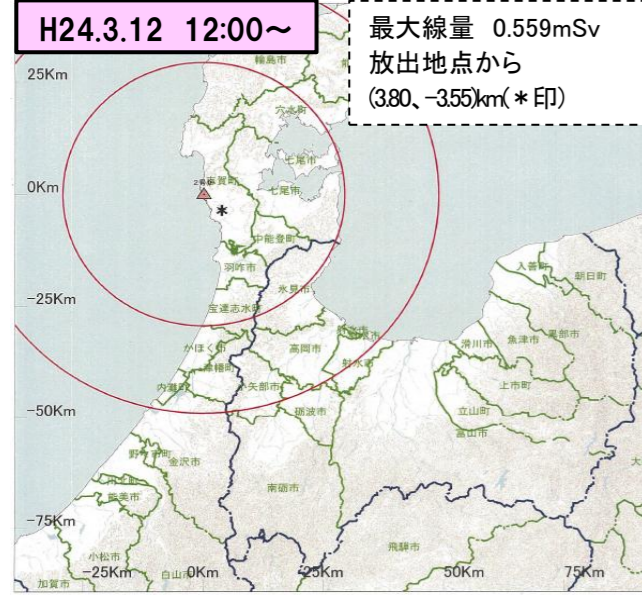 H24.3.12 12:00～
最大線量 0.559mSv
放出地点から
(3.80、-3.55)km(＊印)
25Km
輪島市
穴水町
七尾市
0Km
志賀町
七尾市
＊
中能登町
羽咋市
入善町
朝日町
氷見市
-25Km
宝達志水町
かほく市
高岡市
射水市
滑川市
魚津市
黒部市
津幡町
内灘町
小矢部市
上市町
-50Km
砺波市
立山町
富山市
野々市町
金沢市
南砺市
能美市
-75Km
飛騨市
小松市
-25Km
白山市
0Km
25Km
50Km
75Km
加賀市